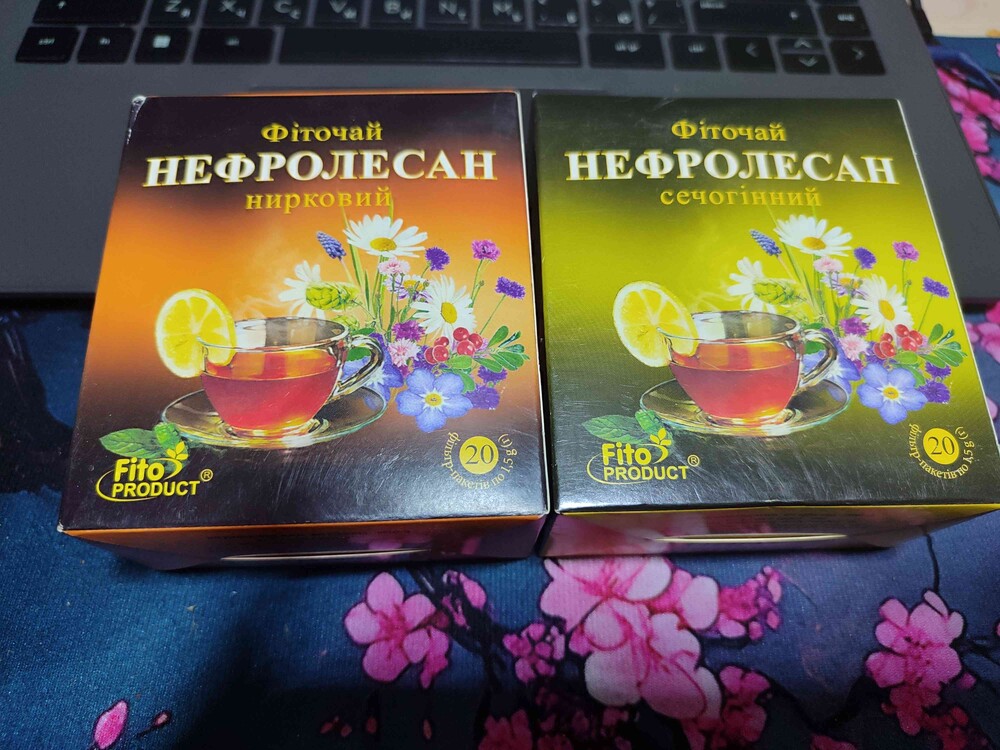 Фіточай
НЕФРОЛЕСАН
нирковий
20
фільтр-пакетів по 1,5 g (г)
Fito
PRODUCT®
Фіточай
НЕФРОЛЕСАН
сечогінний
20
фільтр-пакетів по 1,5 g (г)
Fito
PRODUCT®